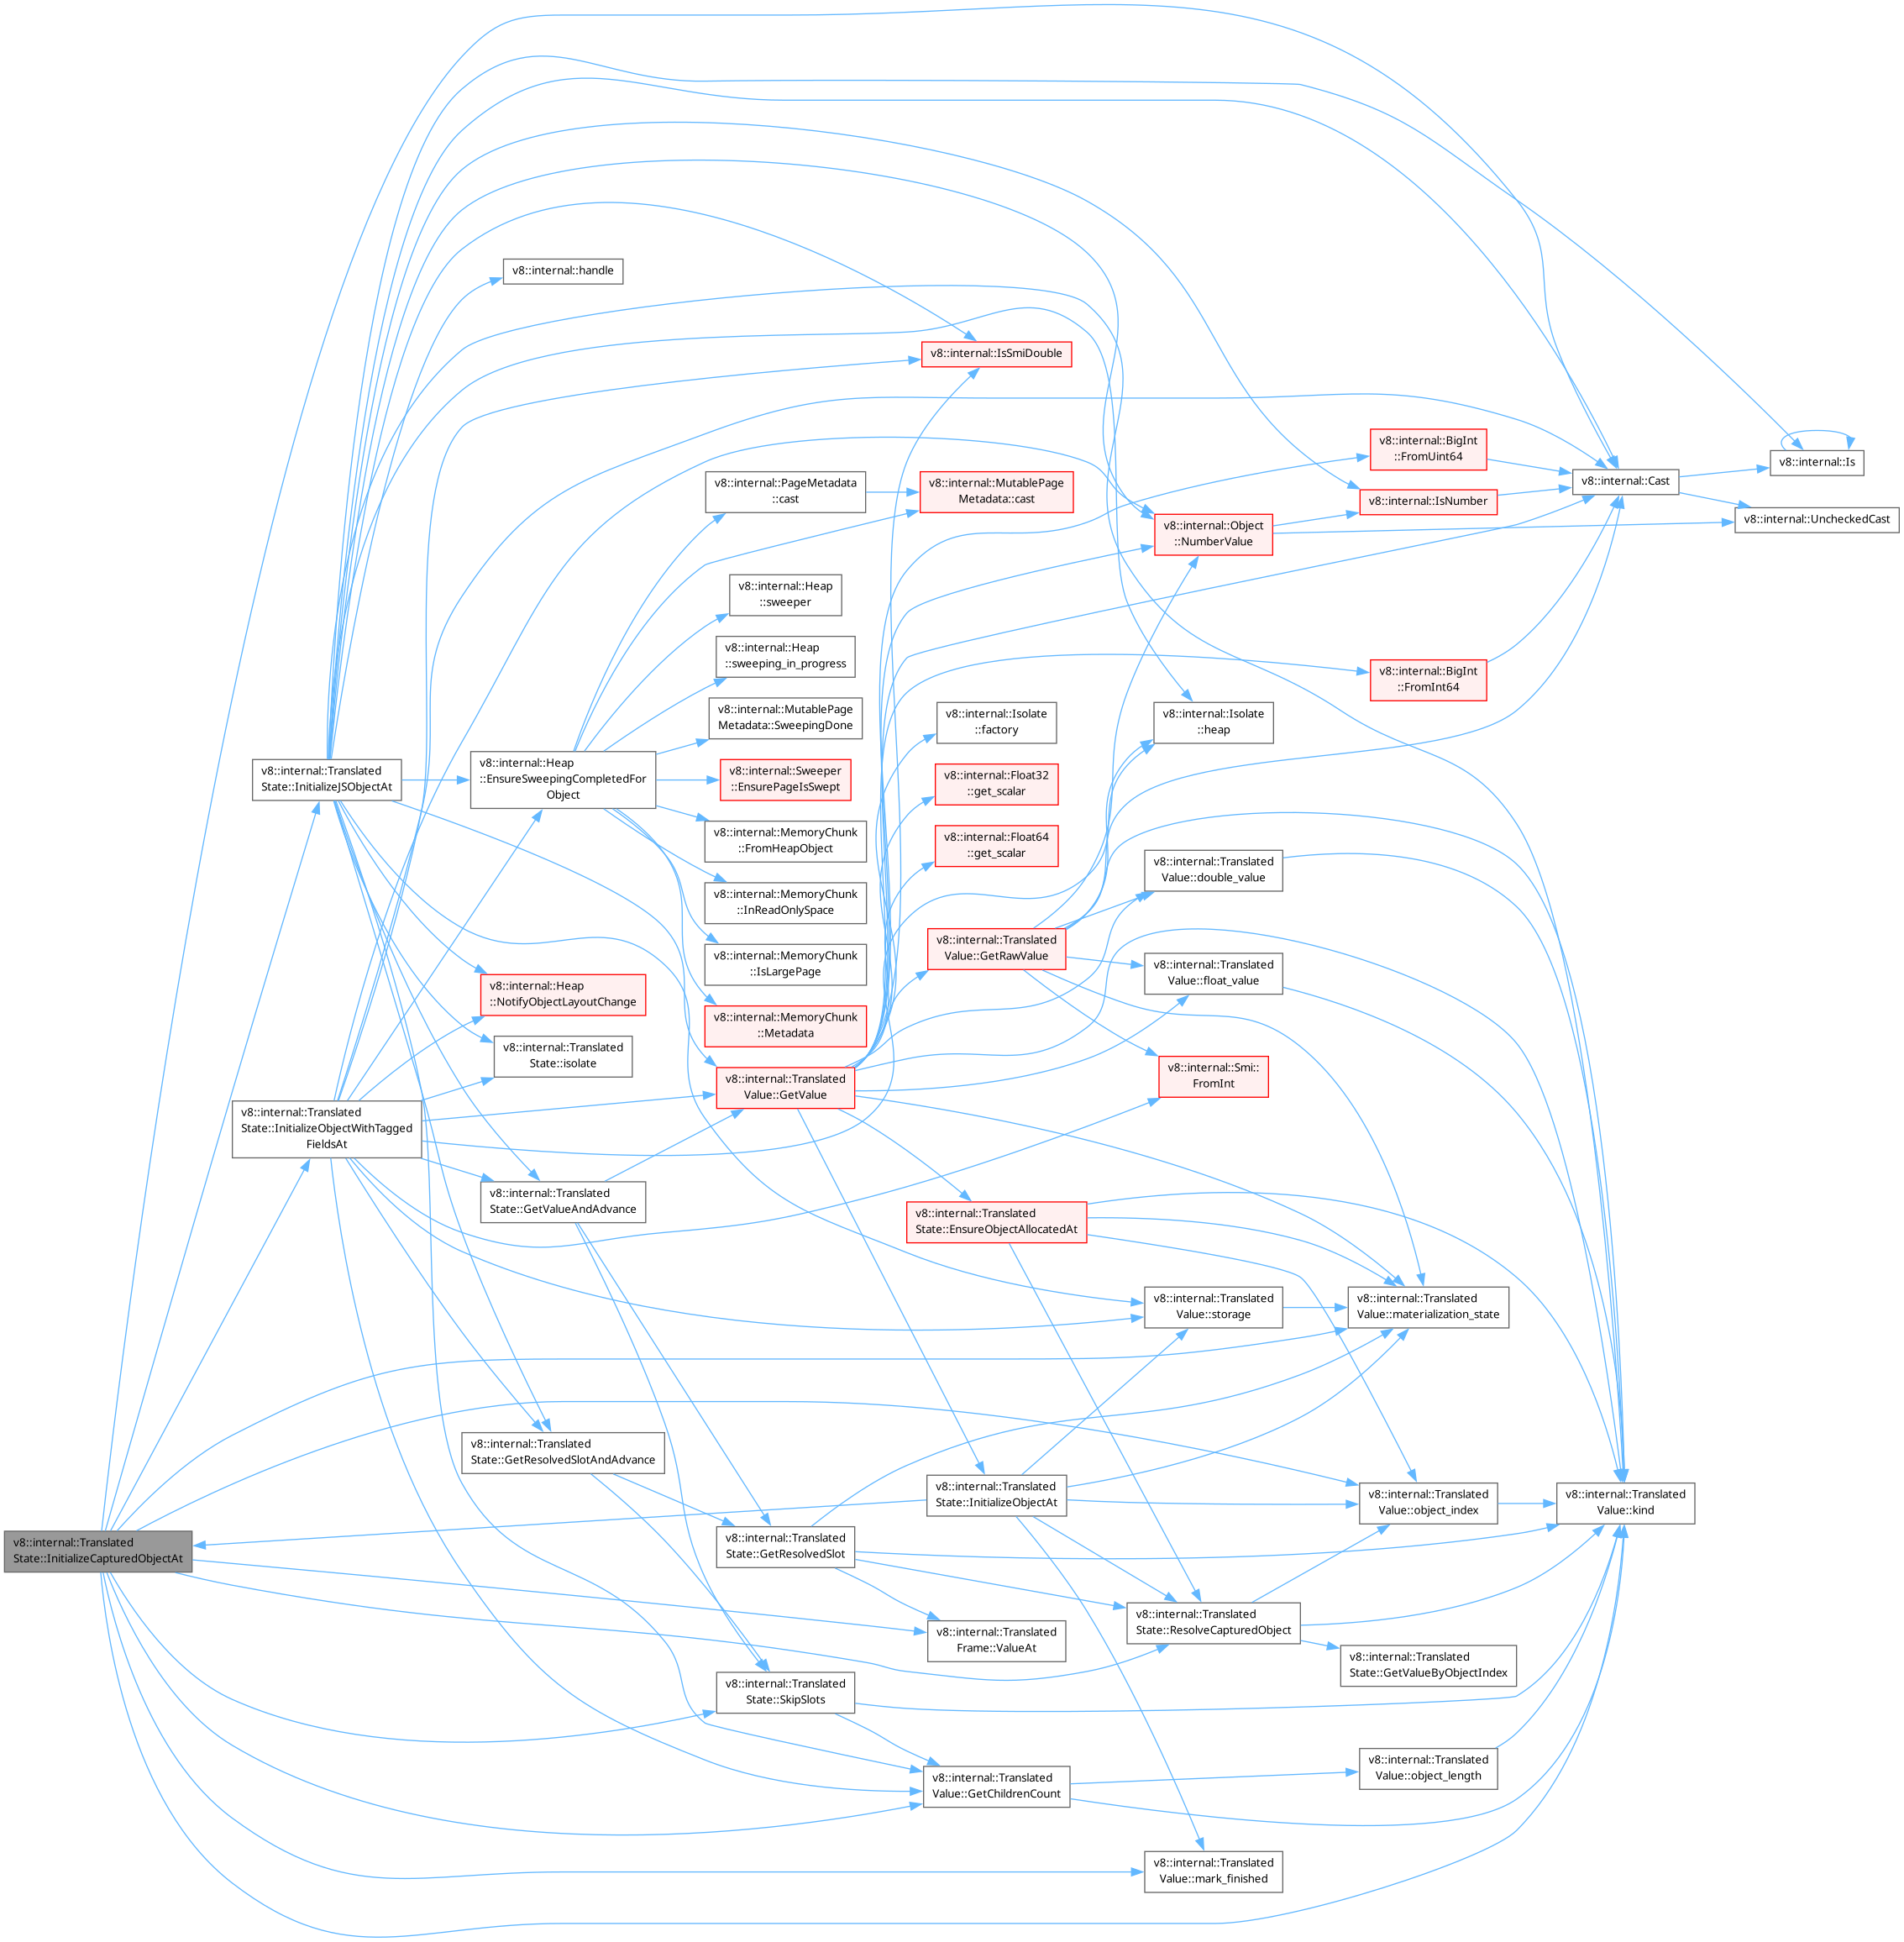 v8::internal::Translated
State::InitializeCapturedObjectAt
v8::internal::Translated
State::InitializeJSObjectAt
v8::internal::Translated
State::InitializeObjectWithTagged
FieldsAt
v8::internal::handle
v8::internal::Heap
::EnsureSweepingCompletedFor
Object
v8::internal::Heap
::NotifyObjectLayoutChange
v8::internal::Translated
State::isolate
v8::internal::Translated
State::GetValueAndAdvance
v8::internal::Translated
State::GetResolvedSlotAndAdvance
v8::internal::PageMetadata
::cast
v8::internal::Heap
::sweeper
v8::internal::Heap
::sweeping_in_progress
v8::internal::MutablePage
Metadata::SweepingDone
v8::internal::Sweeper
::EnsurePageIsSwept
v8::internal::MemoryChunk
::FromHeapObject
v8::internal::MemoryChunk
::InReadOnlySpace
v8::internal::MemoryChunk
::IsLargePage
v8::internal::MemoryChunk
::Metadata
v8::internal::Translated
Value::GetValue
v8::internal::Translated
State::GetResolvedSlot
v8::internal::Translated
State::SkipSlots
v8::internal::IsSmiDouble
v8::internal::MutablePage
Metadata::cast
v8::internal::Isolate
::factory
v8::internal::Float32
::get_scalar
v8::internal::Float64
::get_scalar
v8::internal::Translated
Value::GetRawValue
v8::internal::Translated
State::EnsureObjectAllocatedAt
v8::internal::Translated
State::InitializeObjectAt
v8::internal::Translated
Frame::ValueAt
v8::internal::Translated
Value::GetChildrenCount
v8::internal::Object
::NumberValue
v8::internal::Isolate
::heap
v8::internal::Translated
Value::double_value
v8::internal::Translated
Value::float_value
v8::internal::Smi::
FromInt
v8::internal::Translated
Value::storage
v8::internal::Translated
State::ResolveCapturedObject
v8::internal::Translated
Value::mark_finished
v8::internal::BigInt
::FromUint64
v8::internal::IsNumber
v8::internal::BigInt
::FromInt64
v8::internal::Translated
Value::materialization_state
v8::internal::Translated
Value::object_index
v8::internal::Translated
State::GetValueByObjectIndex
v8::internal::Translated
Value::object_length
v8::internal::Cast
v8::internal::Translated
Value::kind
v8::internal::Is
v8::internal::UncheckedCast